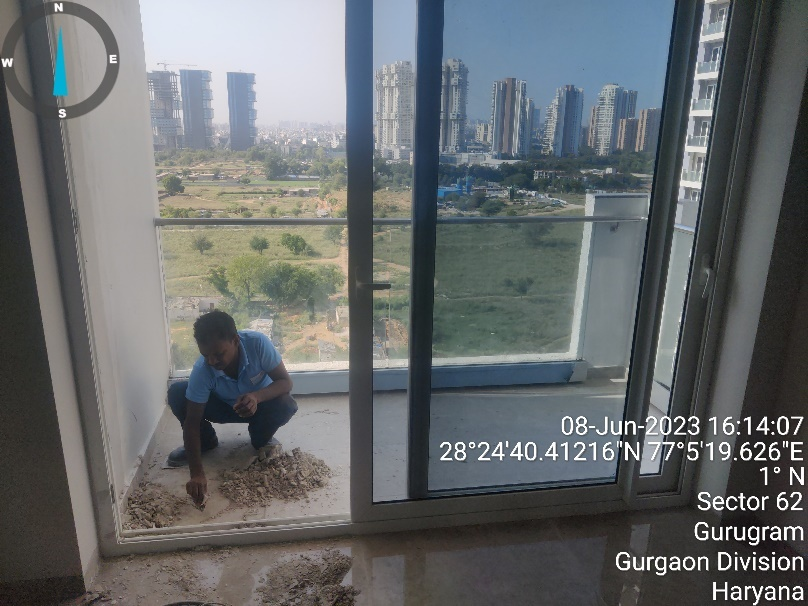 N
W E
S
08-Jun-2023 16:14:07
28°24'40.41216"N 77°5'19.626"E
1° N
Sector 62
Gurugram
Gurgaon Division
Haryana